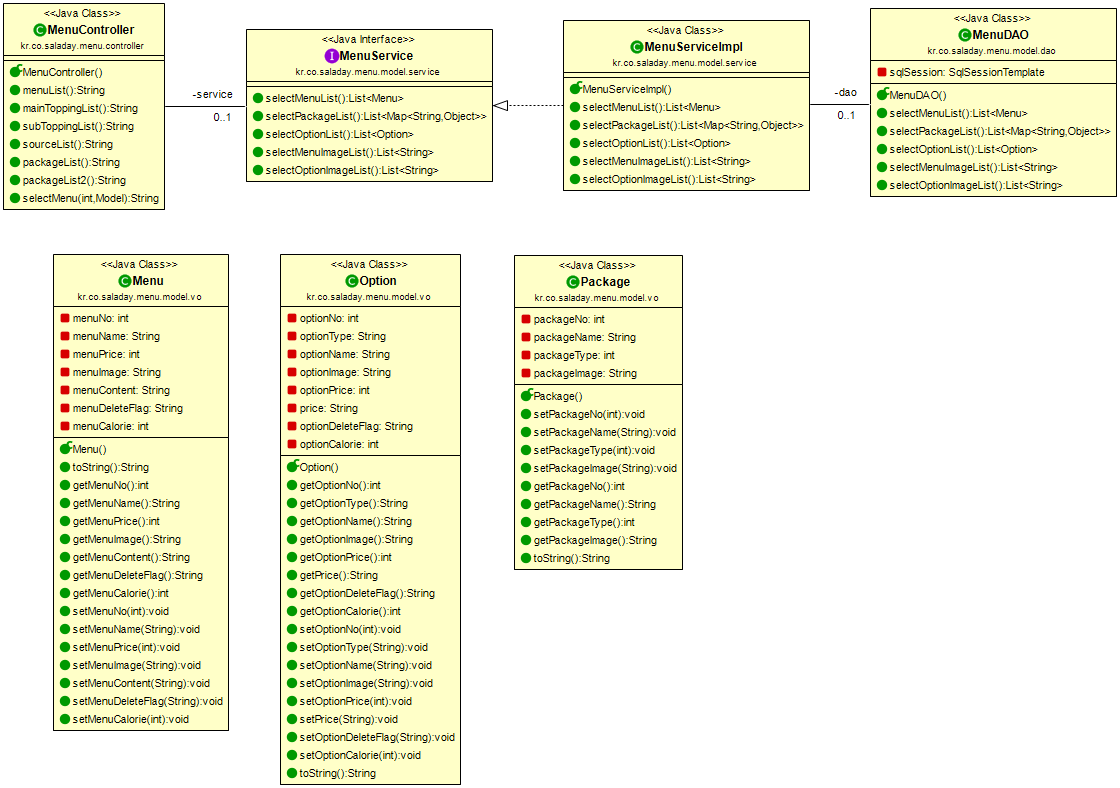 <<Java Class>>
MenuController
kr.co.saladay.menu.controller
MenuController()
menuList():String
mainToppingList():String
subToppingList():String
sourceList():String
packageList():String
packageList2():String
selectMenu(int,Model):String
-service
0..1
<<Java Interface>>
MenuService
kr.co.saladay.menu.model.service
selectMenuList():List<Menu>
selectPackageList():List<Map<String,Object>>
selectOptionList():List<Option>
selectMenuImageList():List<String>
selectOptionImageList():List<String>
<<Java Class>>
MenuServiceImpl
kr.co.saladay.menu.model.service
MenuServiceImpl()
selectMenuList():List<Menu>
selectPackageList():List<Map<String,Object>>
selectOptionList():List<Option>
selectMenuImageList():List<String>
selectOptionImageList():List<String>
-dao
0..1
<<Java Class>>
MenuDAO
kr.co.saladay.menu.model.dao
sqlSession: SqlSessionTemplate
MenuDAO()
selectMenuList():List<Menu>
selectPackageList():List<Map<String,Object>>
selectOptionList():List<Option>
selectMenuImageList():List<String>
selectOptionImageList():List<String>
<<Java Class>>
Menu
kr.co.saladay.menu.model.vo
menuNo: int
menuName: String
menuPrice: int
menuImage: String
menuContent: String
menuDeleteFlag: String
menuCalorie: int
Menu()
toString():String
getMenuNo():int
getMenuName():String
getMenuPrice():int
getMenuImage():String
getMenuContent():String
getMenuDeleteFlag():String
getMenuCalorie():int
setMenuNo(int):void
setMenuName(String):void
setMenuPrice(int):void
setMenuImage(String):void
setMenuContent(String):void
setMenuDeleteFlag(String):void
setMenuCalorie(int):void
<<Java Class>>
Option
kr.co.saladay.menu.model.vo
optionNo: int
optionType: String
optionName: String
optionImage: String
optionPrice: int
price: String
optionDeleteFlag: String
optionCalorie: int
Option()
getOptionNo():int
getOptionType():String
getOptionName():String
getOptionImage():String
getOptionPrice():int
getPrice():String
getOptionDeleteFlag():String
getOptionCalorie():int
setOptionNo(int):void
setOptionType(String):void
setOptionName(String):void
setOptionImage(String):void
setOptionPrice(int):void
setPrice(String):void
setOptionDeleteFlag(String):void
setOptionCalorie(int):void
toString():String
<<Java Class>>
Package
kr.co.saladay.menu.model.vo
packageNo: int
packageName: String
packageType: int
packageImage: String
Package()
setPackageNo(int):void
setPackageName(String):void
setPackageType(int):void
setPackageImage(String):void
getPackageNo():int
getPackageName():String
getPackageType():int
getPackageImage():String
toString():String